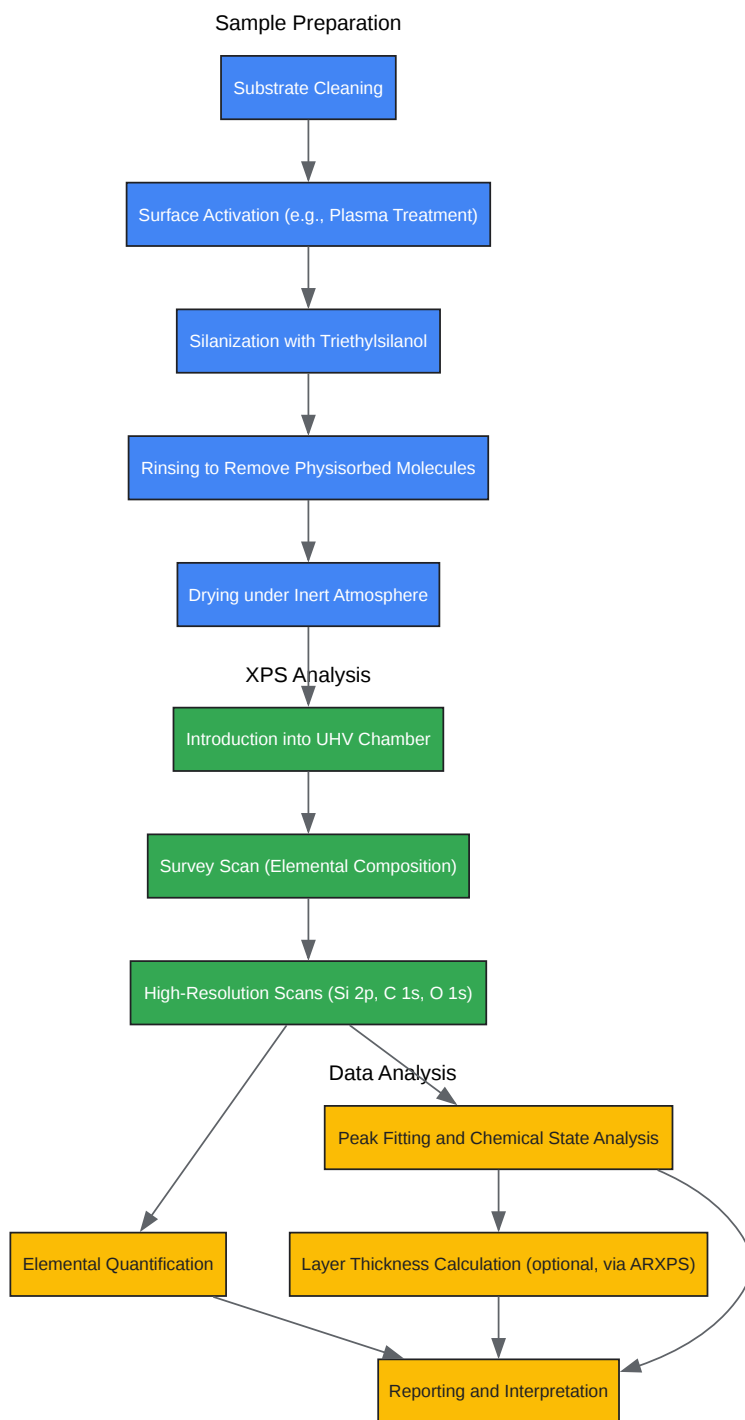 Sample Preparation
Substrate Cleaning
Surface Activation (e.g., Plasma Treatment)
Silanization with Triethylsilanol
Rinsing to Remove Physisorbed Molecules
Drying under Inert Atmosphere
XPS Analysis
Introduction into UHV Chamber
Survey Scan (Elemental Composition)
High-Resolution Scans (Si 2p, C 1s, O 1s)
Data Analysis
Peak Fitting and Chemical State Analysis
Elemental Quantification
Layer Thickness Calculation (optional, via ARXPS)
Reporting and Interpretation